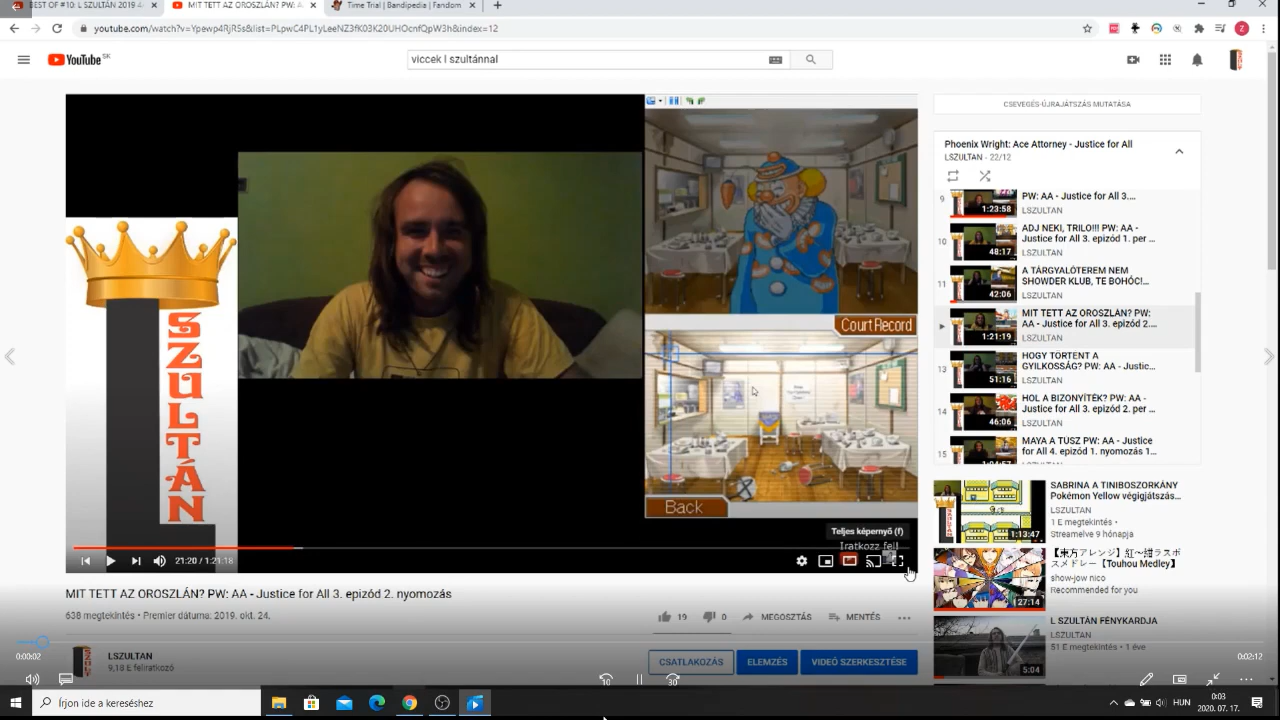 BEST OF #10: L SZULTÁN 2019 Á
MIT TETT AZ OROSZLÁN? PW: A
Time Trial | Bandipedia | Fandom
youtube.com/watch?v=Ypewp4RjR5s&list=PLpwC4PL1yLeeNZ3fK03K20UHOcnfQpW3h&index=12
YouTube SK
viccek l szultánnal
CSEVEGÉS-ÚJRAJÁTSZÁS MUTATÁSA
Phoenix Wright: Ace Attorney - Justice for All
LSZULTAN - 22/12
9
1:23:58
PW: AA - Justice for All 3....
LSZULTAN
10
48:17
ADJ NEKI, TRILO!!! PW: AA -
Justice for All 3. epizód 1. per ...
LSZULTAN
11
42:06
A TÁRGYALÓTEREM NEM
SHOWDER KLUB, TE BOHÓC!...
LSZULTAN
1:21:19
MIT TETT AZ OROSZLÁN? PW:
AA - Justice for All 3. epizód 2....
LSZULTAN
13
51:16
HOGY TÖRTÉNT A
GYILKOSSÁG? PW: AA - Justic...
LSZULTAN
14
46:06
HOL A BIZONYÍTÉK? PW: AA -
Justice for All 3. epizód 2. per ...
LSZULTAN
15
MAYA A TÚSZ PW: AA - Justice
for All 4. epizód 1. nyomozás 1...
L
SZULTÁN
Court Record
Back
Teljes képernyő (f)
Iratkozz fel!
21:20 / 1:21:18
MIT TETT AZ OROSZLÁN? PW: AA - Justice for All 3. epizód 2. nyomozás
638 megtekintés • Premier dátuma: 2019. okt. 24.
19
0
MEGOSZTÁS
MENTÉS
LSZULTAN
9,18 E feliratkozó
CSATLAKOZÁS
ELEMZÉS
VIDEÓ SZERKESZTÉSE
1:13:47
SABRINA A TINIBOSZORKÁNY
Pokémon Yellow végigjátszás...
LSZULTAN
1 E megtekintés •
Streamelve 9 hónapja
27:14
【東方アレンジ】紅〜紺ラスボ
スメドレー【Touhou Medley】
show-jow nico
Recommended for you
5:04
L SZULTÁN FÉNYKARDJA
LSZULTAN
51 E megtekintés • 1 éve
0:00:02
0:02:12
10
30
Írjon ide a kereséshez
HUN
0:03
2020. 07. 17.